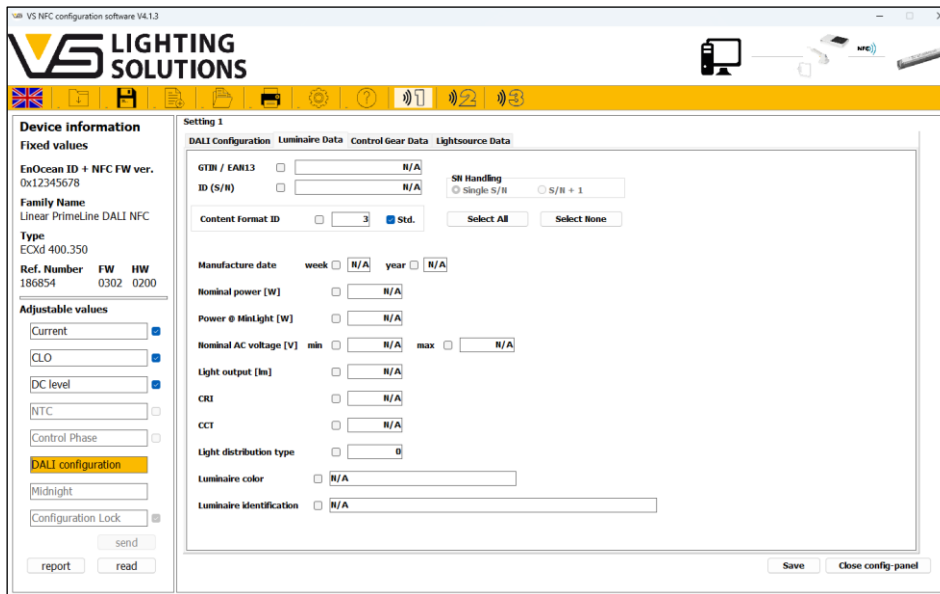 VS NFC configuration software V4.1.3
VS LIGHTING
SOLUTIONS
NFC
1 2 3
Device information
Fixed values
EnOcean ID + NFC FW ver.
0x12345678
Family Name
Linear PrimeLine DALI NFC
Type
ECXd 400.350
Ref. Number FW HW
186854 0302 0200
Adjustable values
Current
CLO
DC level
NTC
Control Phase
DALI configuration
Midnight
Configuration Lock
send
report read
Setting 1
DALI Configuration Luminaire Data Control Gear Data Lightsource Data
GTIN / EAN13 N/A
ID (S/N) N/A
SN Handling
Single S/N S/N + 1
Content Format ID 3 Std.
Select All Select None
Manufacture date week N/A year N/A
Nominal power [W] N/A
Power @ MinLight [W] N/A
Nominal AC voltage [V] min N/A max N/A
Light output [lm] N/A
CRI N/A
CCT N/A
Light distribution type 0
Luminaire color N/A
Luminaire identification N/A
Save Close config-panel